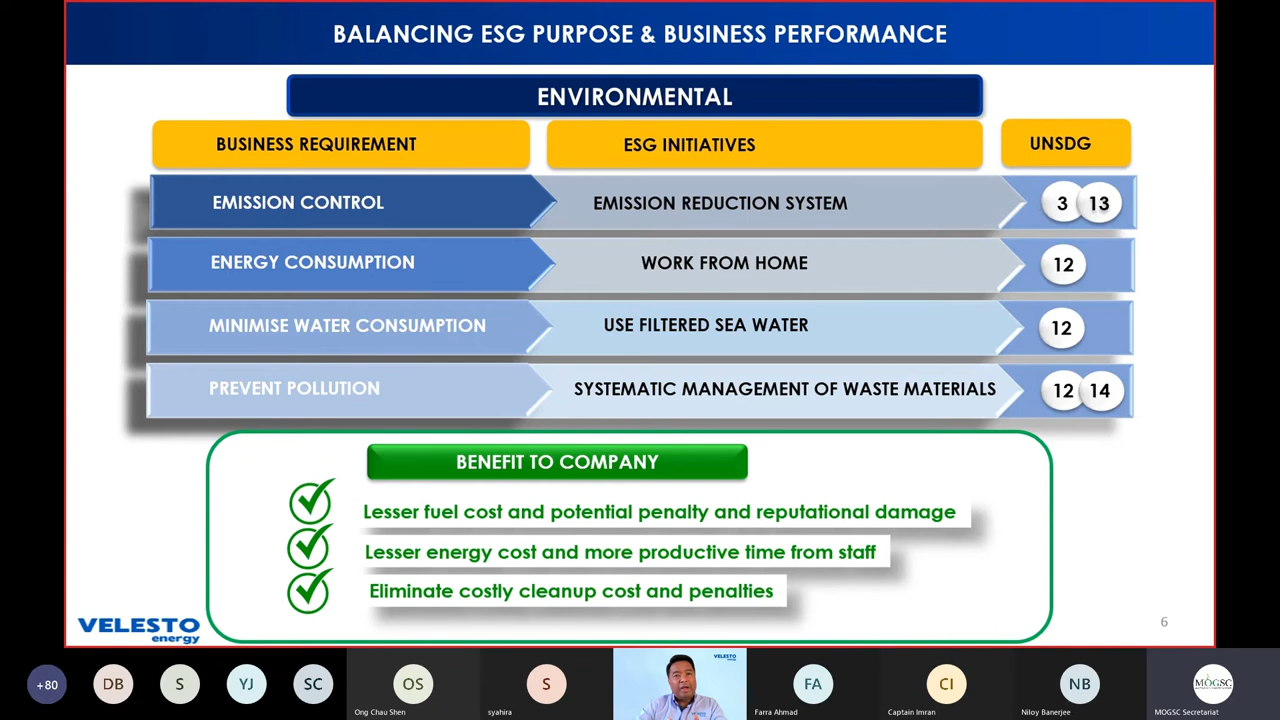 BALANCING ESG PURPOSE & BUSINESS PERFORMANCE
ENVIRONMENTAL
BUSINESS REQUIREMENT
ESG INITIATIVES
UNSDG
EMISSION CONTROL
EMISSION REDUCTION SYSTEM
3 13
ENERGY CONSUMPTION
WORK FROM HOME
12
MINIMISE WATER CONSUMPTION
USE FILTERED SEA WATER
12
PREVENT POLLUTION
SYSTEMATIC MANAGEMENT OF WASTE MATERIALS
12 14
BENEFIT TO COMPANY
Lesser fuel cost and potential penalty and reputational damage
Lesser energy cost and more productive time from staff
Eliminate costly cleanup cost and penalties
VELESTO
energy
6
+80
DB
S
YJ
SC
OS
Ong Chau Shen
S
syahira
VELESTO
FA
Farra Ahmad
CI
Captain Imran
NB
Niloy Banerjee
MOGSC
MOGSC Secretariat